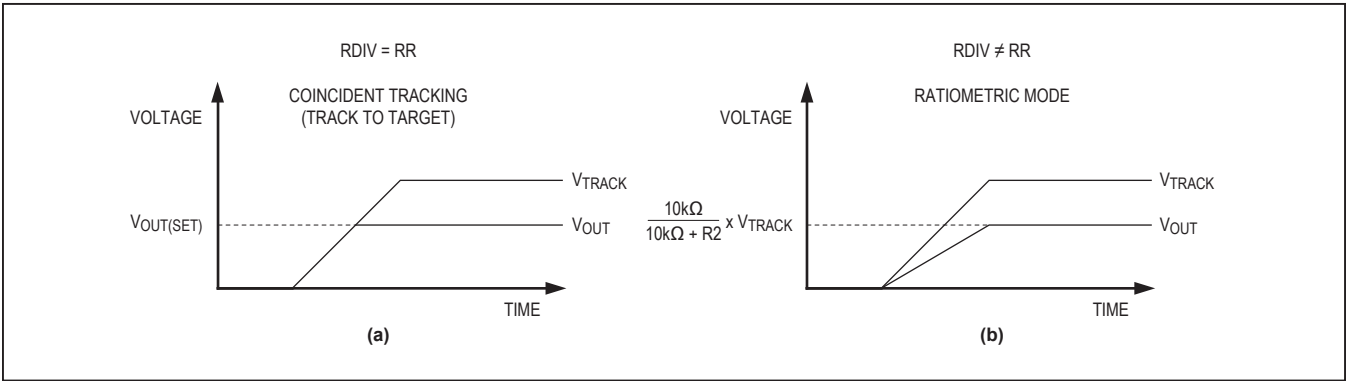 RDIV = RR
COINCIDENT TRACKING
(TRACK TO TARGET)
VOLTAGE
VTRACK
VOUT(SET)
VOUT
TIME
(a)
RDIV ≠ RR
RATIOMETRIC MODE
VOLTAGE
VTRACK
10kΩ
10kΩ + R2
x VTRACK
VOUT
TIME
(b)